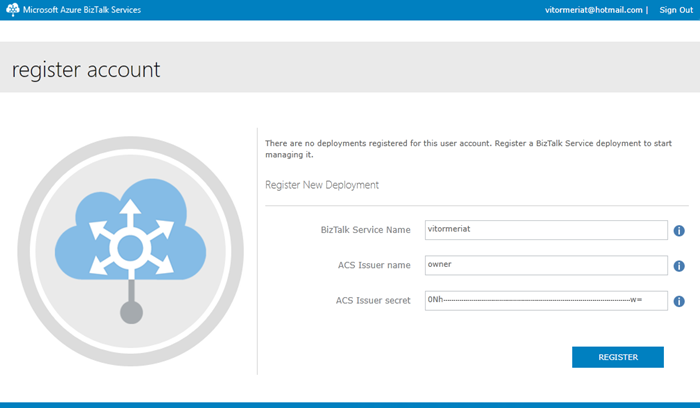 Microsoft Azure BizTalk Services
vitormeriat@hotmail.com | Sign Out
register account
There are no deployments registered for this user account. Register a BizTalk Service deployment to start
managing it.
Register New Deployment
BizTalk Service Name vitormeriat
ACS Issuer name owner
ACS Issuer secret 0Nh w=
REGISTER